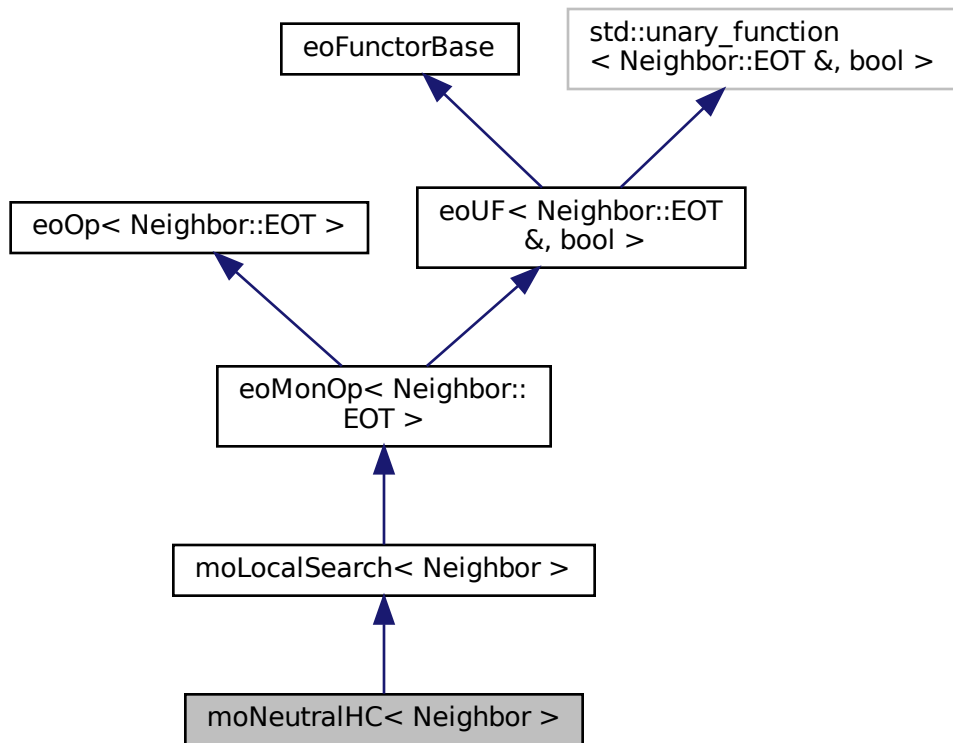 eoFunctorBase
std::unary_function
< Neighbor::EOT &, bool >
eoOp< Neighbor::EOT >
eoUF< Neighbor::EOT
&, bool >
eoMonOp< Neighbor::
EOT >
moLocalSearch< Neighbor >
moNeutralHC< Neighbor >